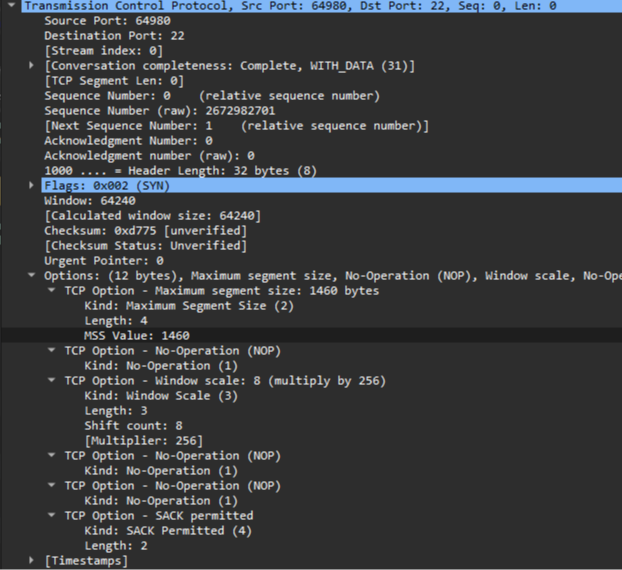 Transmission Control Protocol, Src Port: 64980, Dst Port: 22, Seq: 0, Len: 0
Source Port: 64980
Destination Port: 22
[Stream index: 0]
[Conversation completeness: Complete, WITH_DATA (31)]
[TCP Segment Len: 0]
Sequence Number: 0    (relative sequence number)
Sequence Number (raw): 2672982701
[Next Sequence Number: 1    (relative sequence number)]
Acknowledgment Number: 0
Acknowledgment number (raw): 0
1000 .... = Header Length: 32 bytes (8)
Flags: 0x002 (SYN)
Window: 64240
[Calculated window size: 64240]
Checksum: 0xd775 [unverified]
[Checksum Status: Unverified]
Urgent Pointer: 0
Options: (12 bytes), Maximum segment size, No-Operation (NOP), Window scale, No-Ope
TCP Option - Maximum segment size: 1460 bytes
Kind: Maximum Segment Size (2)
Length: 4
MSS Value: 1460
TCP Option - No-Operation (NOP)
Kind: No-Operation (1)
TCP Option - Window scale: 8 (multiply by 256)
Kind: Window Scale (3)
Length: 3
Shift count: 8
[Multiplier: 256]
TCP Option - No-Operation (NOP)
Kind: No-Operation (1)
TCP Option - No-Operation (NOP)
Kind: No-Operation (1)
TCP Option - SACK permitted
Kind: SACK Permitted (4)
Length: 2
[Timestamps]